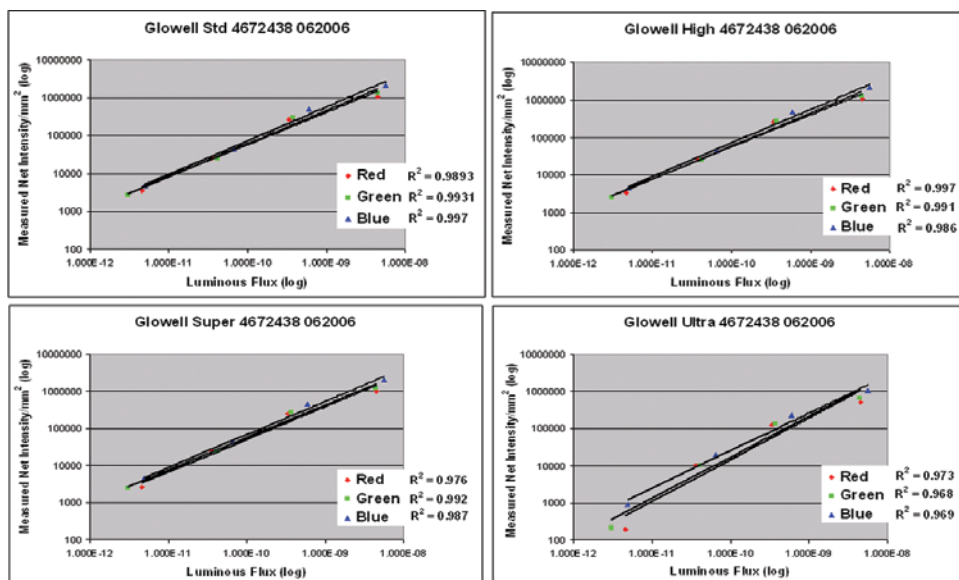 Glowell Std 4672438 062006
Measured Net Intensity/mm² (log)
10000000
1000000
100000
10000
1000
100
Red R² = 0.9893
Green R² = 0.9931
Blue R² = 0.997
1.000E-12 1.000E-11 1.000E-10 1.000E-09 1.000E-08
Luminous Flux (log)
Glowell High 4672438 062006
Measured Net Intensity/mm² (log)
10000000
1000000
100000
10000
1000
100
Red R² = 0.997
Green R² = 0.991
Blue R² = 0.986
1.000E-12 1.000E-11 1.000E-10 1.000E-09 1.000E-08
Luminous Flux (log)
Glowell Super 4672438 062006
Measured Net Intensity/mm² (log)
10000000
1000000
100000
10000
1000
100
Red R² = 0.976
Green R² = 0.992
Blue R² = 0.987
1.000E-12 1.000E-11 1.000E-10 1.000E-09 1.000E-08
Luminous Flux (log)
Glowell Ultra 4672438 062006
Measured Net Intensity/mm² (log)
10000000
1000000
100000
10000
1000
100
Red R² = 0.973
Green R² = 0.968
Blue R² = 0.969
1.000E-12 1.000E-11 1.000E-10 1.000E-09 1.000E-08
Luminous Flux (log)